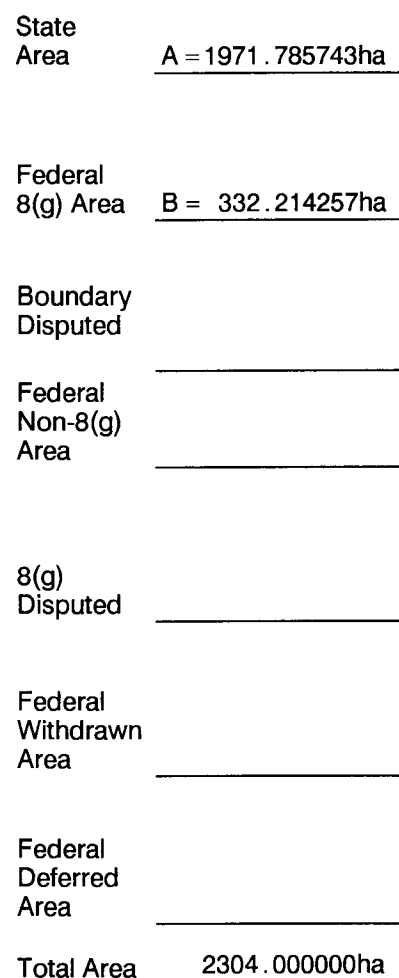 State
Area A = 1971.785743ha
Federal
8(g) Area B = 332.214257ha
Boundary
Disputed
Federal
Non-8(g)
Area
8(g)
Disputed
Federal
Withdrawn
Area
Federal
Deferred
Area
Total Area 2304.000000ha